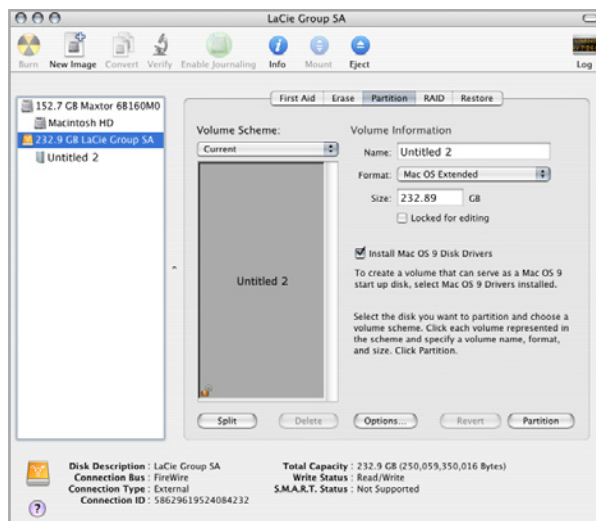 LaCie Group SA
Burn New Image Convert Verify Enable Journaling Info Mount Eject Log
First Aid Erase Partition RAID Restore
152.7 GB Maxtor 6B160M0
Macintosh HD
232.9 GB LaCie Group SA
Untitled 2
Volume Scheme:
Current
Untitled 2
Volume Information
Name: Untitled 2
Format: Mac OS Extended
Size: 232.89 GB
Locked for editing
Install Mac OS 9 Disk Drivers
To create a volume that can serve as a Mac OS 9
start up disk, select Mac OS 9 Drivers installed.
Select the disk you want to partition and choose a
volume scheme. Click each volume represented in
the scheme and specify a volume name, format,
and size. Click Partition.
Split Delete Options... Revert Partition
Disk Description : LaCie Group SA
Connection Bus : FireWire
Connection Type : External
Connection ID : 58629619524084232
Total Capacity : 232.9 GB (250,059,350,016 Bytes)
Write Status : Read/Write
S.M.A.R.T. Status : Not Supported
?